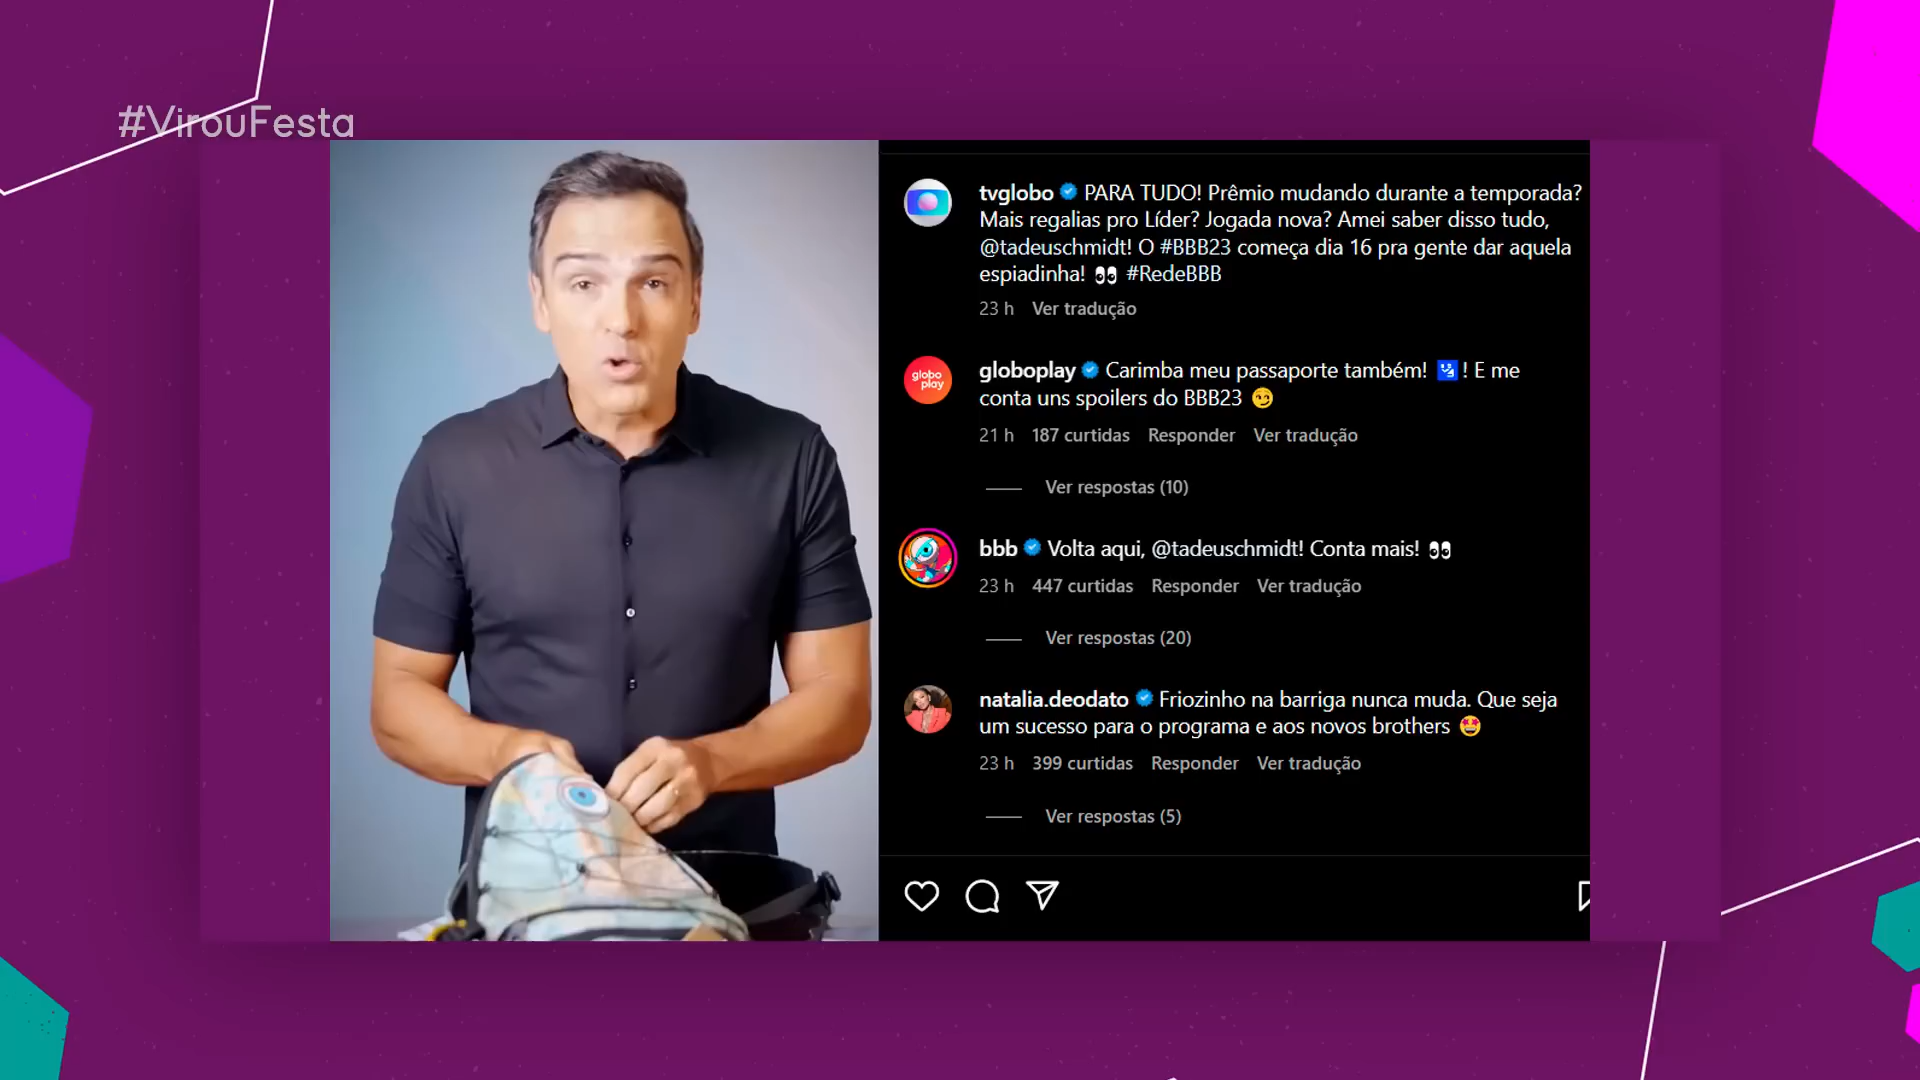 #VirouFesta
tvglobo PARA TUDO! Prêmio mudando durante a temporada?
Mais regalias pro Líder? Jogada nova? Amei saber disso tudo,
@tadeuschmidt! O #BBB23 começa dia 16 pra gente dar aquela
espiadinha! 👀 #RedeBBB
23 h Ver tradução
globo
play
globoplay Carimba meu passaporte também! 🛂! E me
conta uns spoilers do BBB23 😏
21 h 187 curtidas Responder Ver tradução
Ver respostas (10)
bbb Volta aqui, @tadeuschmidt! Conta mais! 👀
23 h 447 curtidas Responder Ver tradução
Ver respostas (20)
natalia.deodato Friozinho na barriga nunca muda. Que seja
um sucesso para o programa e aos novos brothers 🤩
23 h 399 curtidas Responder Ver tradução
Ver respostas (5)